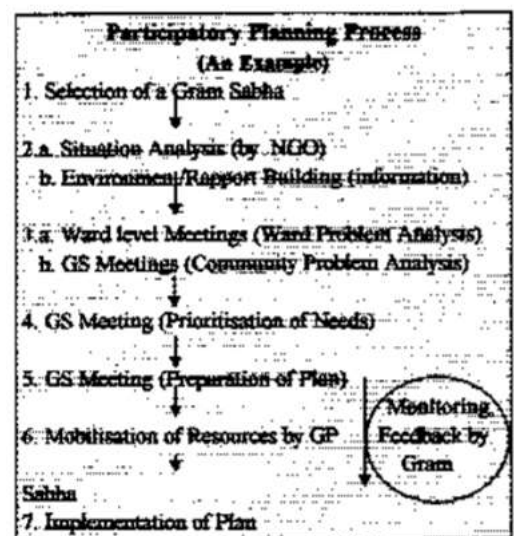 Participatory Planning Process
(An Example)
1. Selection of a Gram Sabha
2.a. Situation Analysis (by NGO)
b. Environment/Rapport Building (information)
3.a. Ward level Meetings (Ward Problem Analysis)
b. GS Meetings (Community Problem Analysis)
4. GS Meeting (Prioritisation of Needs)
5. GS Meeting (Preparation of Plan)
Monitoring,
6. Mobilisation of Resources by GP
Feedback by
Gram
Sabha
7. Implementation of Plan